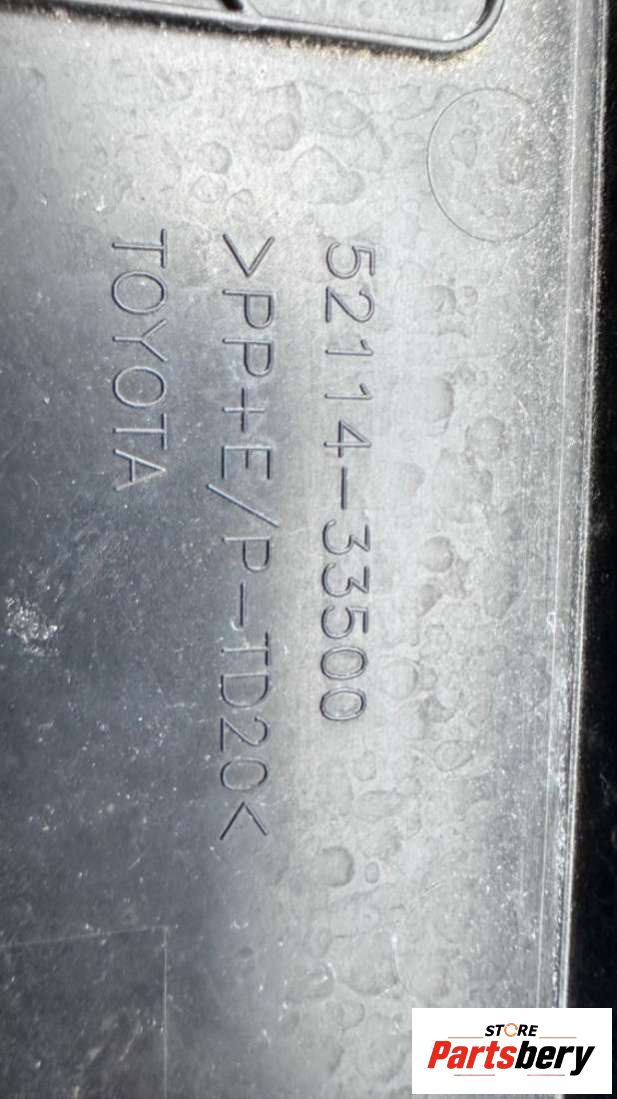 52114-33500
>PP+E/P-TD20<
TOYOTA
STORE
Partsbery